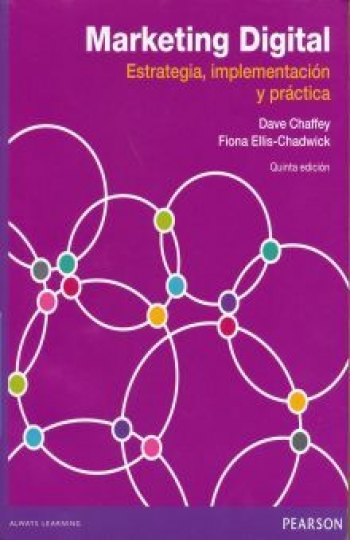 Marketing Digital
Estrategia, implementación
y práctica
Dave Chaffey
Fiona Ellis-Chadwick
Quinta edición
ALWAYS LEARNING
PEARSON